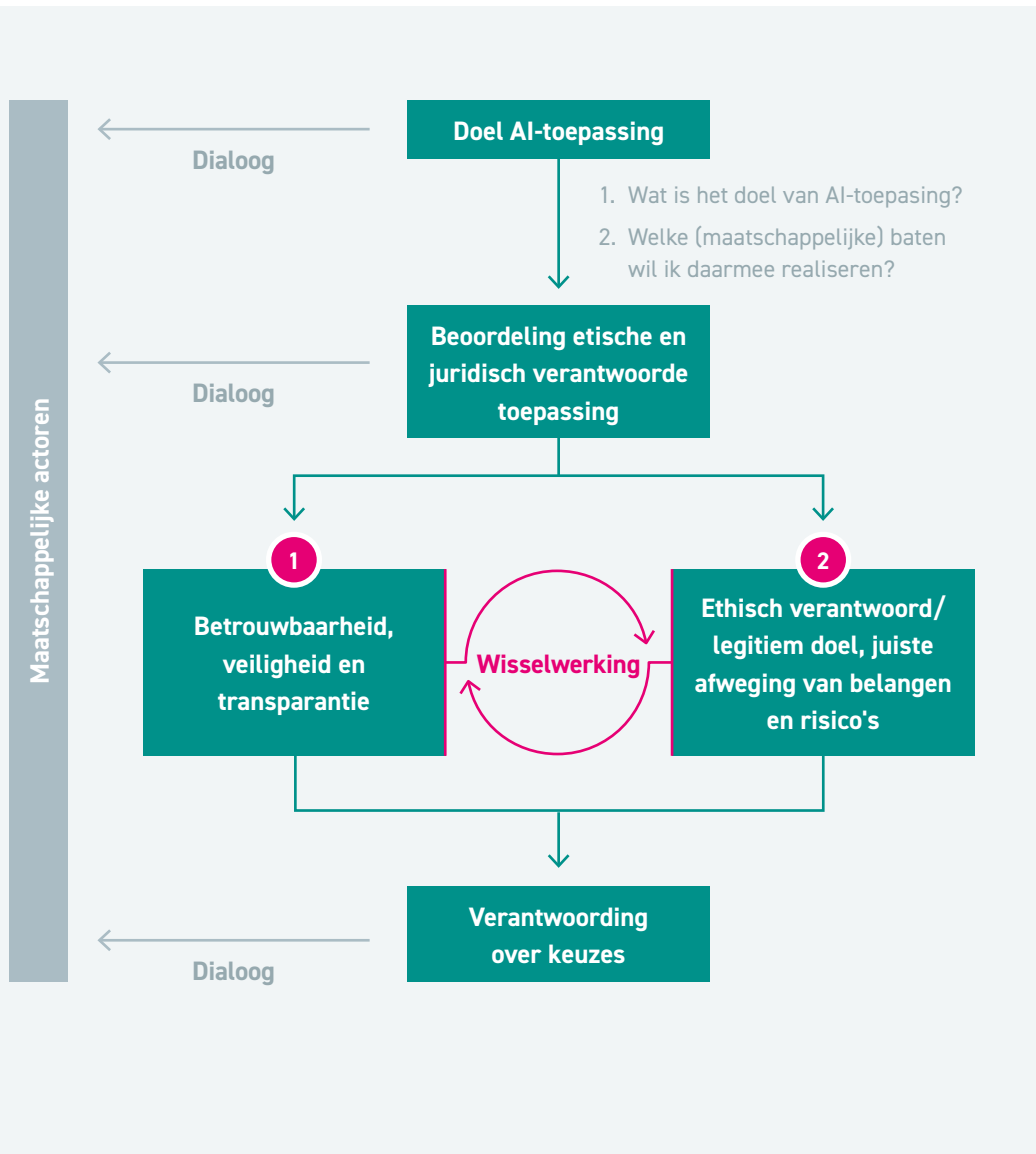 Maatschappelijke actoren
Doel AI-toepassing
Dialoog
1. Wat is het doel van AI-toepasing?
2. Welke (maatschappelijke) baten
wil ik daarmee realiseren?
Beoordeling etische en
juridisch verantwoorde
toepassing
Dialoog
1
Betrouwbaarheid,
veiligheid en
transparantie
Wisselwerking
2
Ethisch verantwoord/
legitiem doel, juiste
afweging van belangen
en risico's
Verantwoording
over keuzes
Dialoog